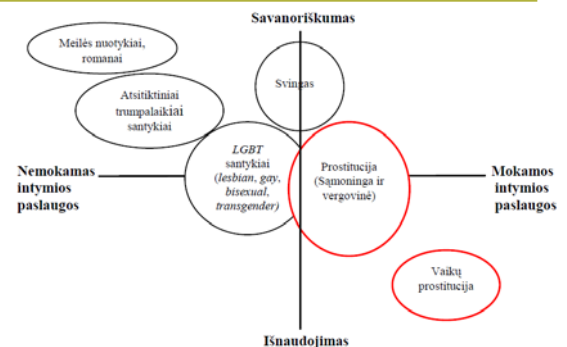 Savanoriškumas
Meilės nuotykiai,
romanai
Svingas
Atsitiktiniai
trumpalaikiai
santykiai
LGBT
santykiai
(lesbian, gay,
bisexual,
transgender)
Prostitucija
(Sąmoninga ir
vergovinė)
Nemokamas
intymios
paslaugos
Mokamos
intymios
paslaugos
Vaikų
prostitucija
Išnaudojimas